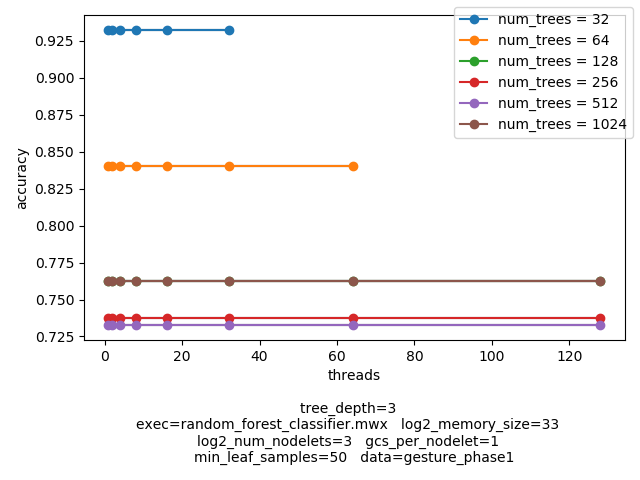 num_trees = 32
num_trees = 64
num_trees = 128
num_trees = 256
num_trees = 512
num_trees = 1024
0.925
0.900
0.875
0.850
0.825
0.800
0.775
0.750
0.725
accuracy
0 20 40 60 80 100 120
threads
tree_depth=3
exec=random_forest_classifier.mwx log2_memory_size=33
log2_num_nodelets=3 gcs_per_nodelet=1
min_leaf_samples=50 data=gesture_phase1